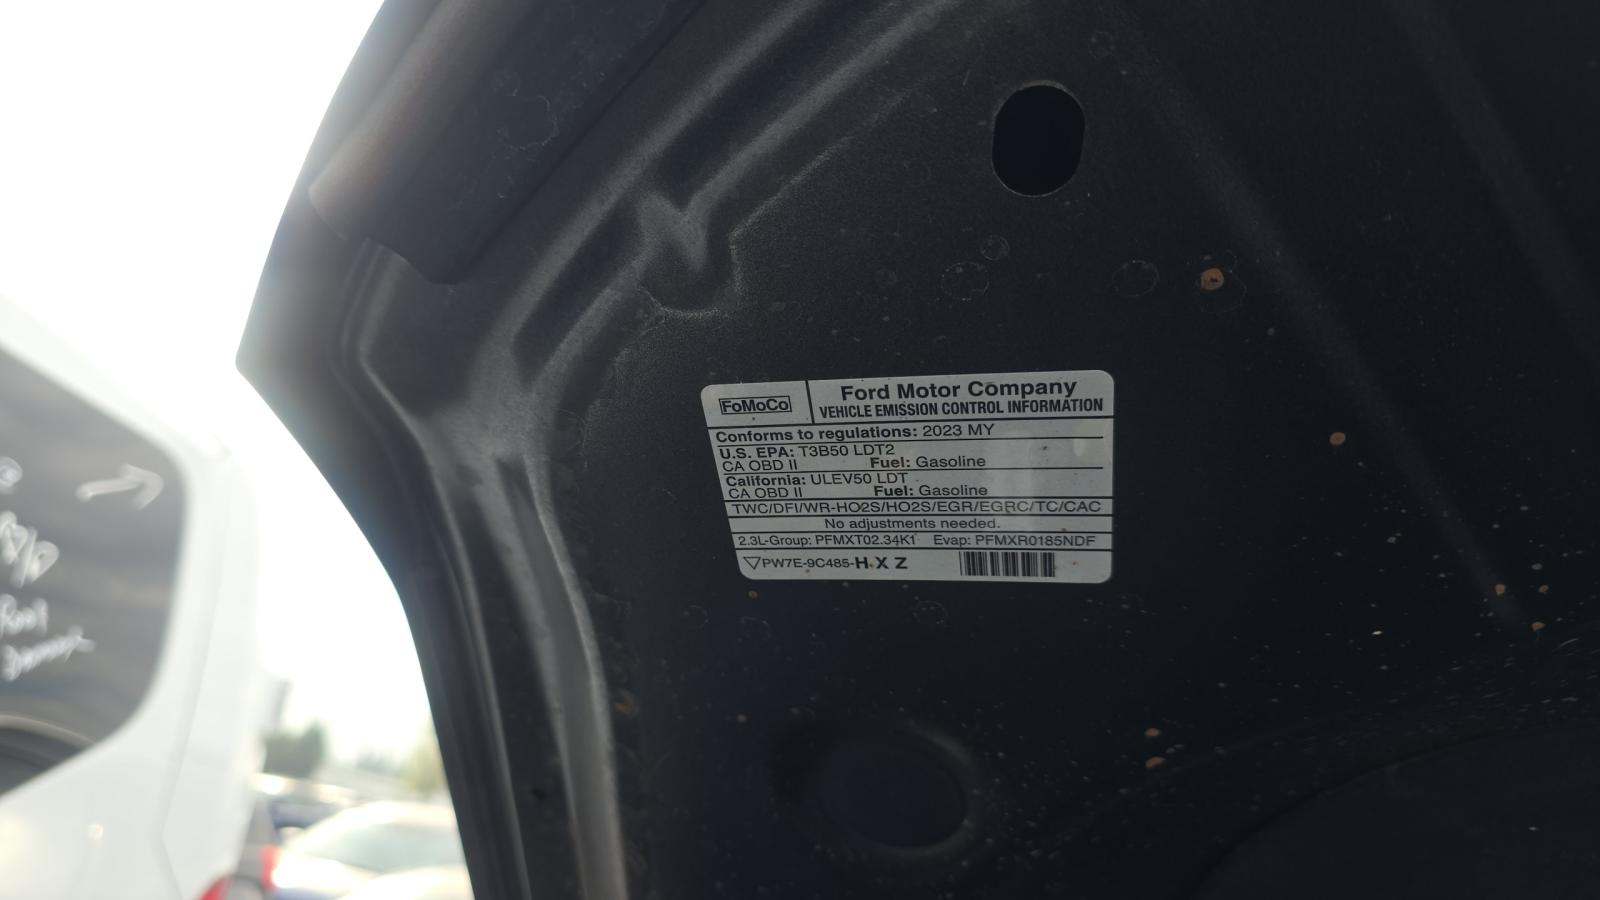 FoMoCo
Ford Motor Company
VEHICLE EMISSION CONTROL INFORMATION
Conforms to regulations: 2023 MY
U.S. EPA: T3B50 LDT2
CA OBD II Fuel: Gasoline
California: ULEV50 LDT
CA OBD II Fuel: Gasoline
TWC/DFI/WR-HO2S/HO2S/EGR/EGRC/TC/CAC
No adjustments needed.
2.3L-Group: PFMXT02.34K1 Evap: PFMXR0185NDF
PW7E-9C485-H X Z